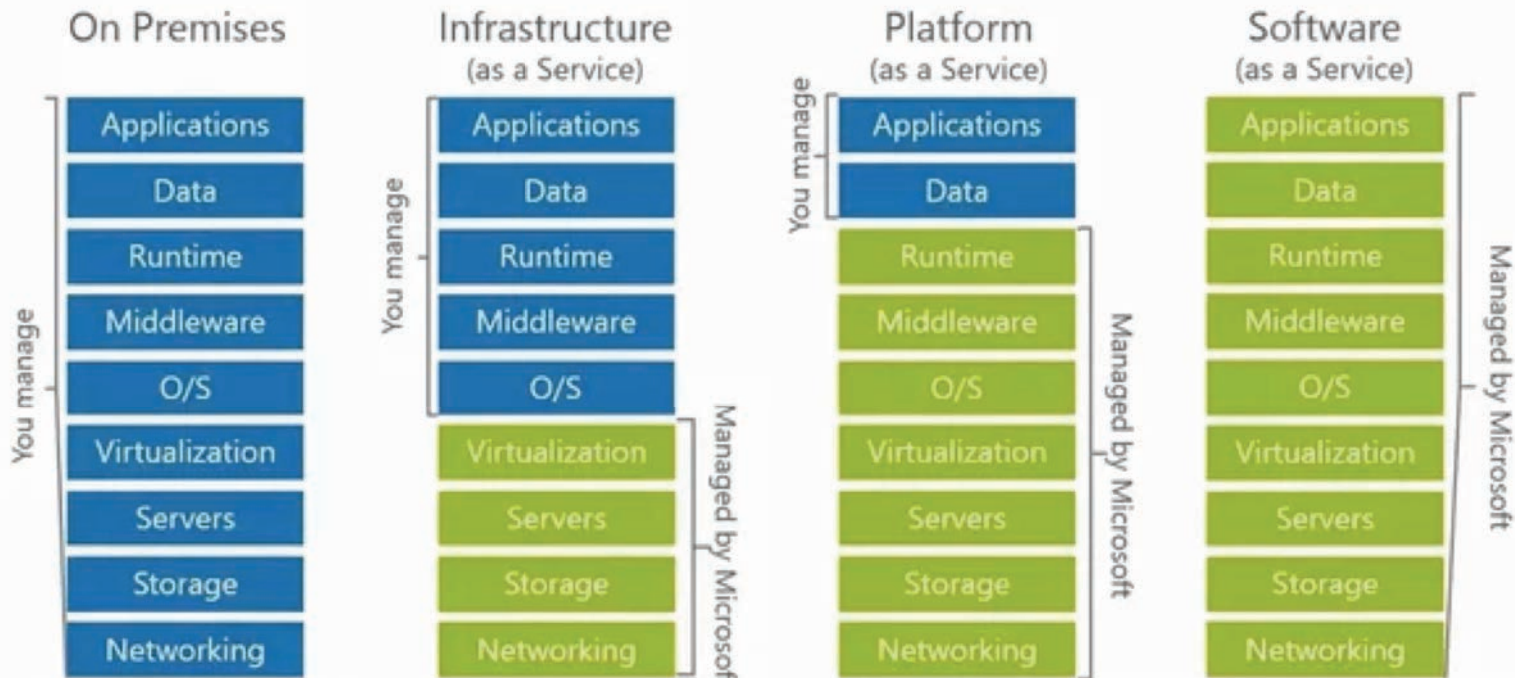 On Premises
You manage
Applications
Data
Runtime
Middleware
O/S
Virtualization
Servers
Storage
Networking
Infrastructure
(as a Service)
You manage
Applications
Data
Runtime
Middleware
O/S
Virtualization
Servers
Storage
Networking
Managed by Microsof
Platform
(as a Service)
You manage
Applications
Data
Runtime
Middleware
O/S
Virtualization
Servers
Storage
Networking
Managed by Microsoft
Software
(as a Service)
Applications
Data
Runtime
Middleware
O/S
Virtualization
Servers
Storage
Networking
Managed by Microsoft